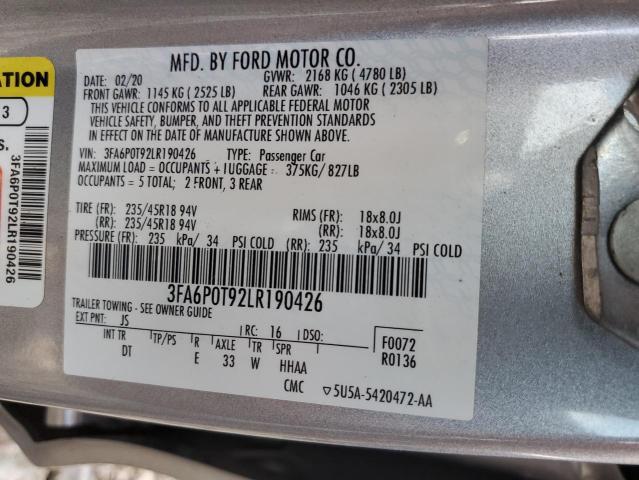 MFD. BY FORD MOTOR CO.
DATE: 02/20 GVWR: 2168 KG ( 4780 LB)
FRONT GAWR: 1145 KG ( 2525 LB) REAR GAWR: 1046 KG ( 2305 LB)
THIS VEHICLE CONFORMS TO ALL APPLICABLE FEDERAL MOTOR
VEHICLE SAFETY, BUMPER, AND THEFT PREVENTION STANDARDS
IN EFFECT ON THE DATE OF MANUFACTURE SHOWN ABOVE.
VIN: 3FA6P0T92LR190426 TYPE: Passenger Car
MAXIMUM LOAD = OCCUPANTS + LUGGAGE = 375KG/ 827LB
OCCUPANTS = 5 TOTAL; 2 FRONT, 3 REAR
TIRE (FR): 235/45R18 94V RIMS (FR): 18x8.0J
(RR): 235/45R18 94V (RR): 18x8.0J
PRESSURE (FR): 235 kPa/ 34 PSI COLD (RR): 235 kPa/ 34 PSI COLD
3FA6P0T92LR190426
TRAILER TOWING - SEE OWNER GUIDE
EXT PNT: JS RC: 16 DSO: F0072
INT TR TP/PS R AXLE TR SPR R0136
DT E 33 W HHAA
CMC ▽5U5A-5420472-AA
ATION
3
3FA6P0T92LR190426